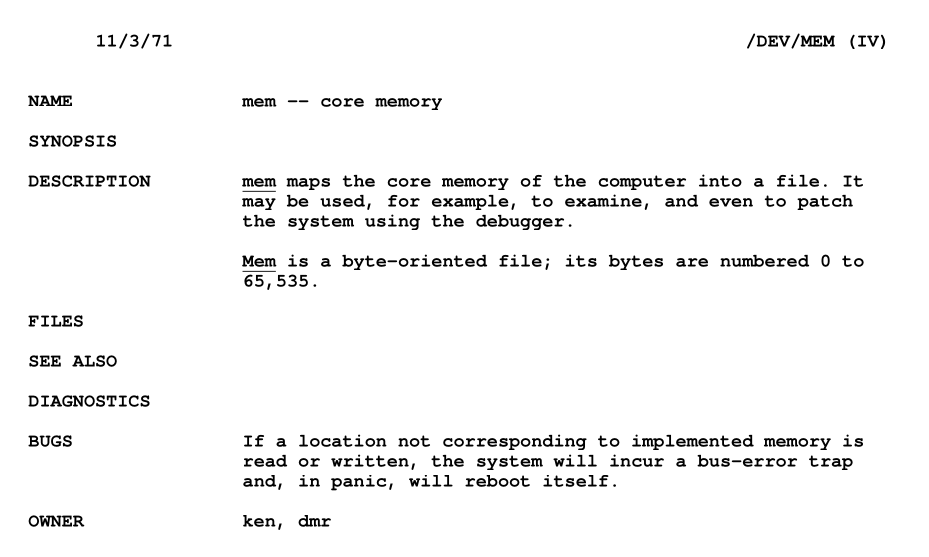 11/3/71 /DEV/MEM (IV)
NAME mem -- core memory
SYNOPSIS
DESCRIPTION mem maps the core memory of the computer into a file. It
may be used, for example, to examine, and even to patch
the system using the debugger.
Mem is a byte-oriented file; its bytes are numbered 0 to
65,535.
FILES
SEE ALSO
DIAGNOSTICS
BUGS If a location not corresponding to implemented memory is
read or written, the system will incur a bus-error trap
and, in panic, will reboot itself.
OWNER ken, dmr